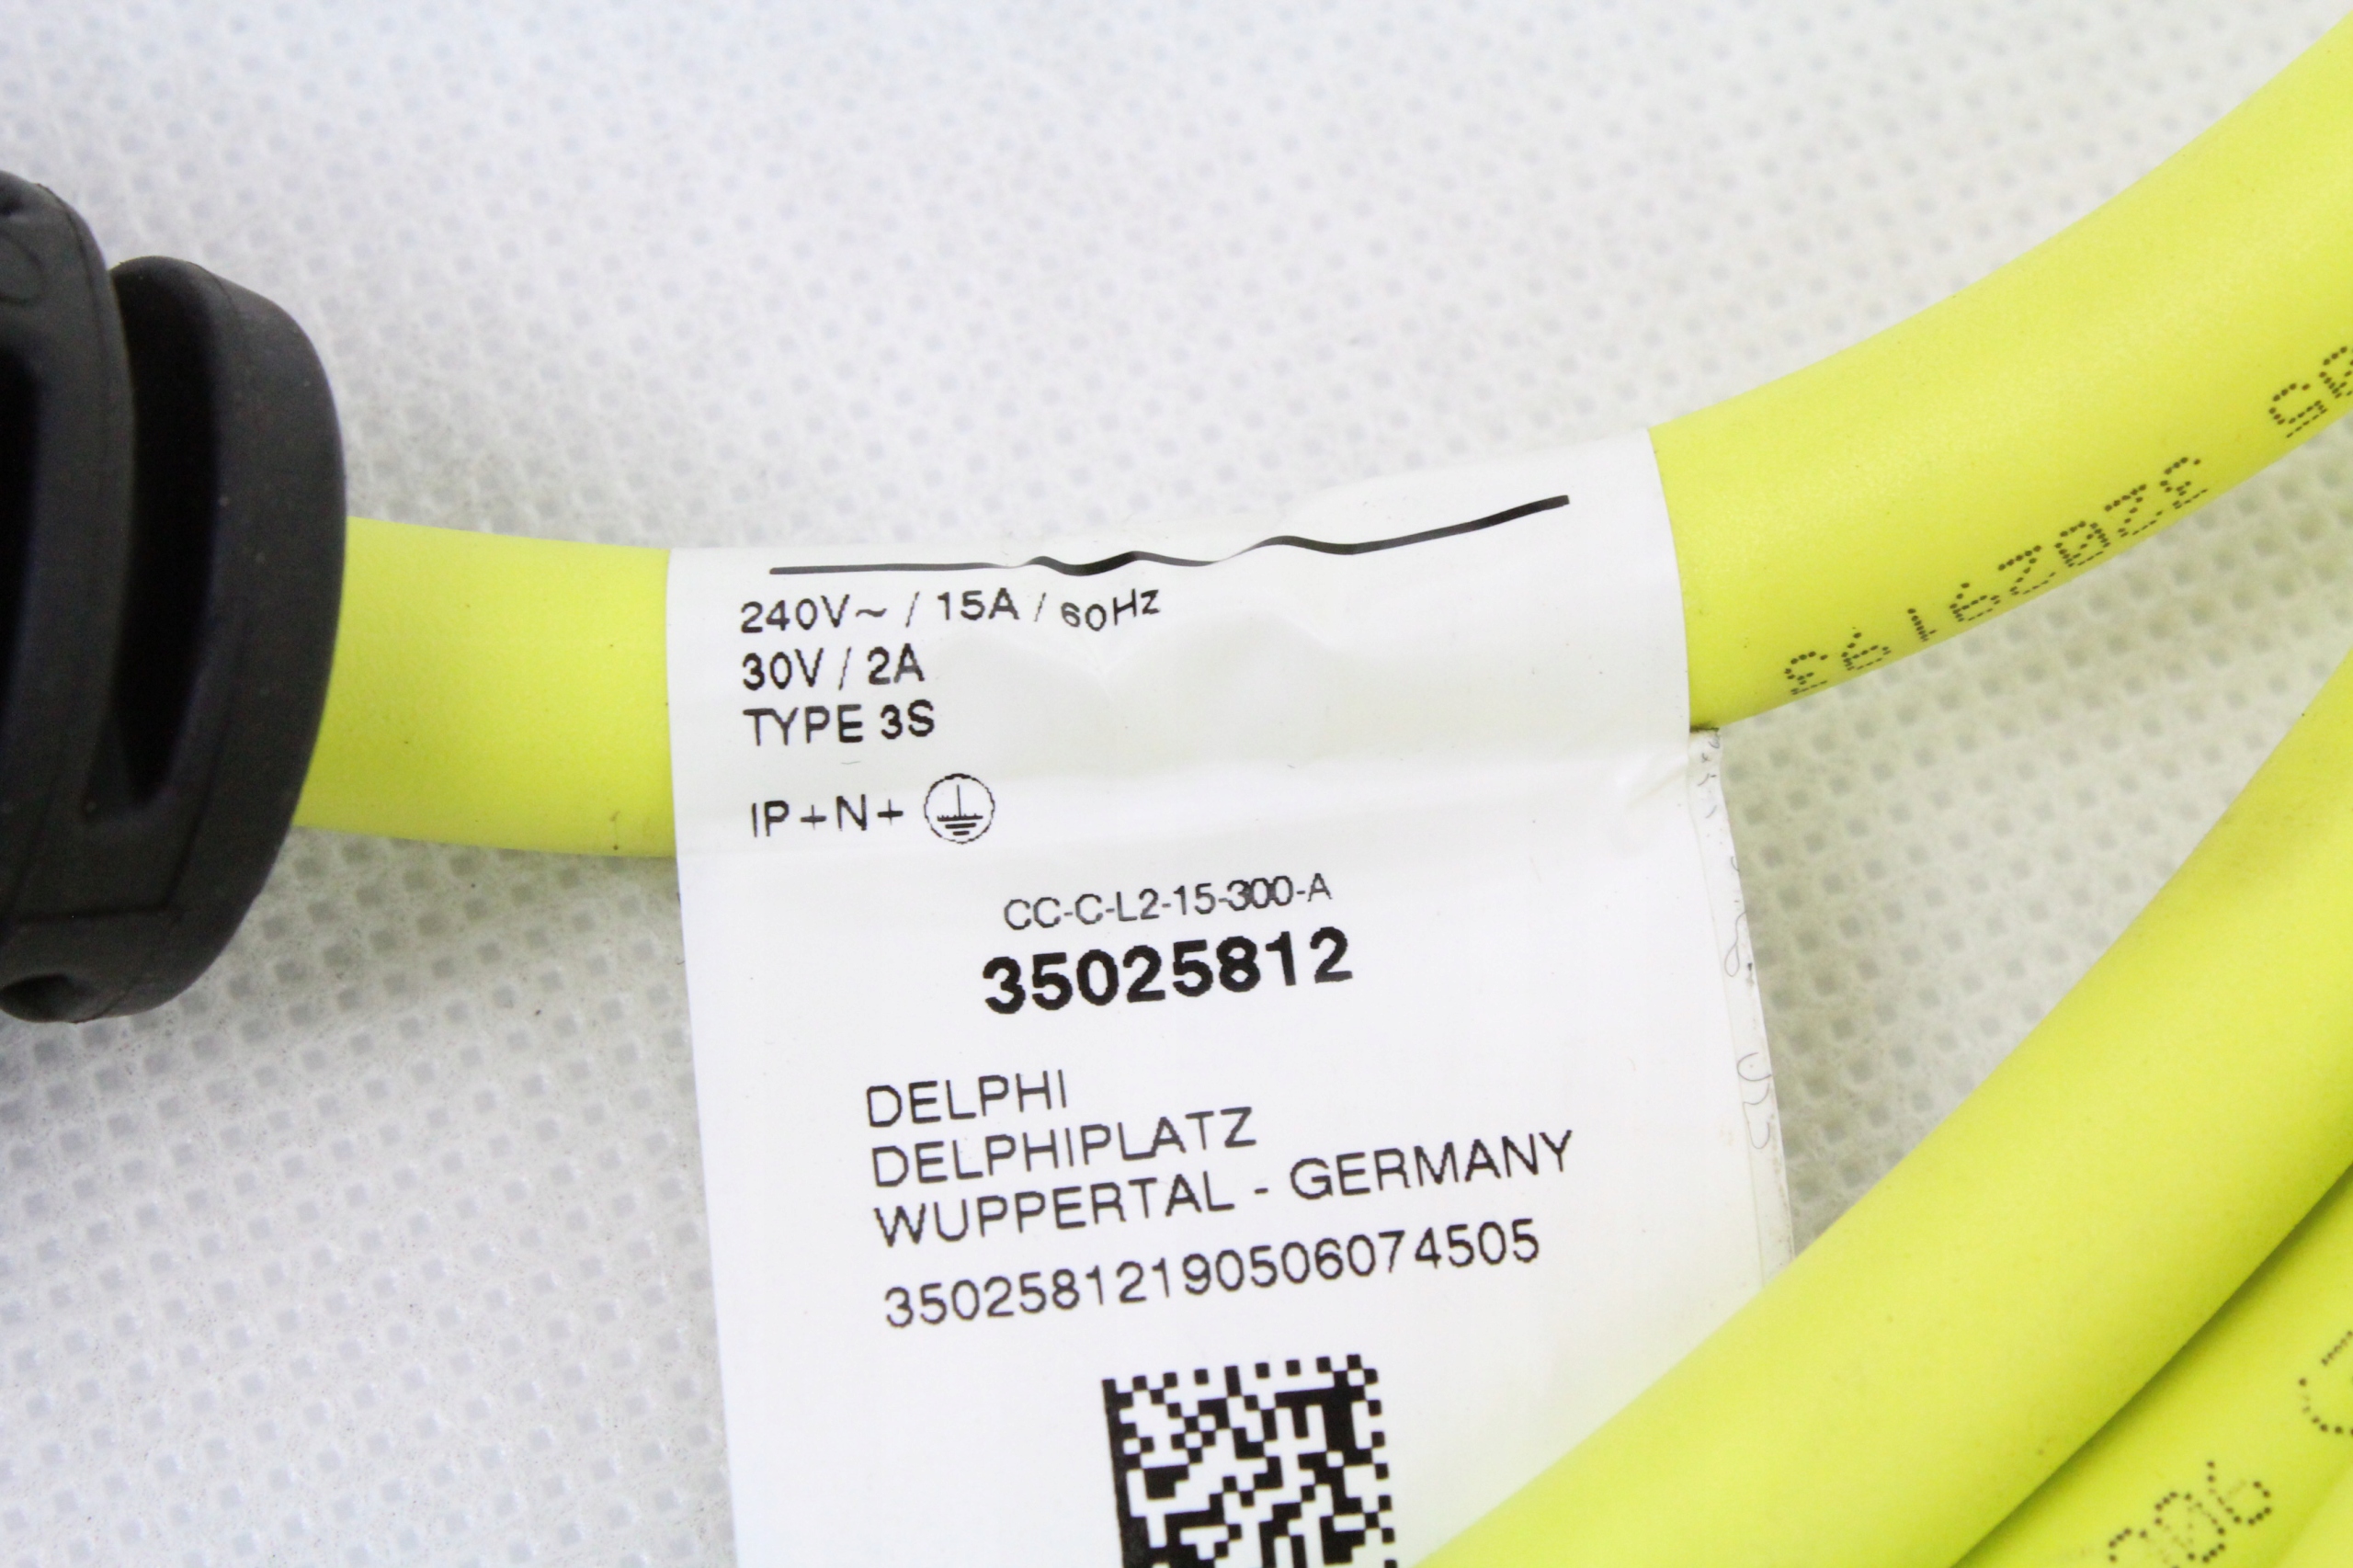 240V~ / 15A / 60Hz
30V / 2A
TYPE 3S
IP+N+
CC-C-L2-15-300-A
35025812
DELPHI
DELPHIPLATZ
WUPPERTAL - GERMANY
35025812190506074505